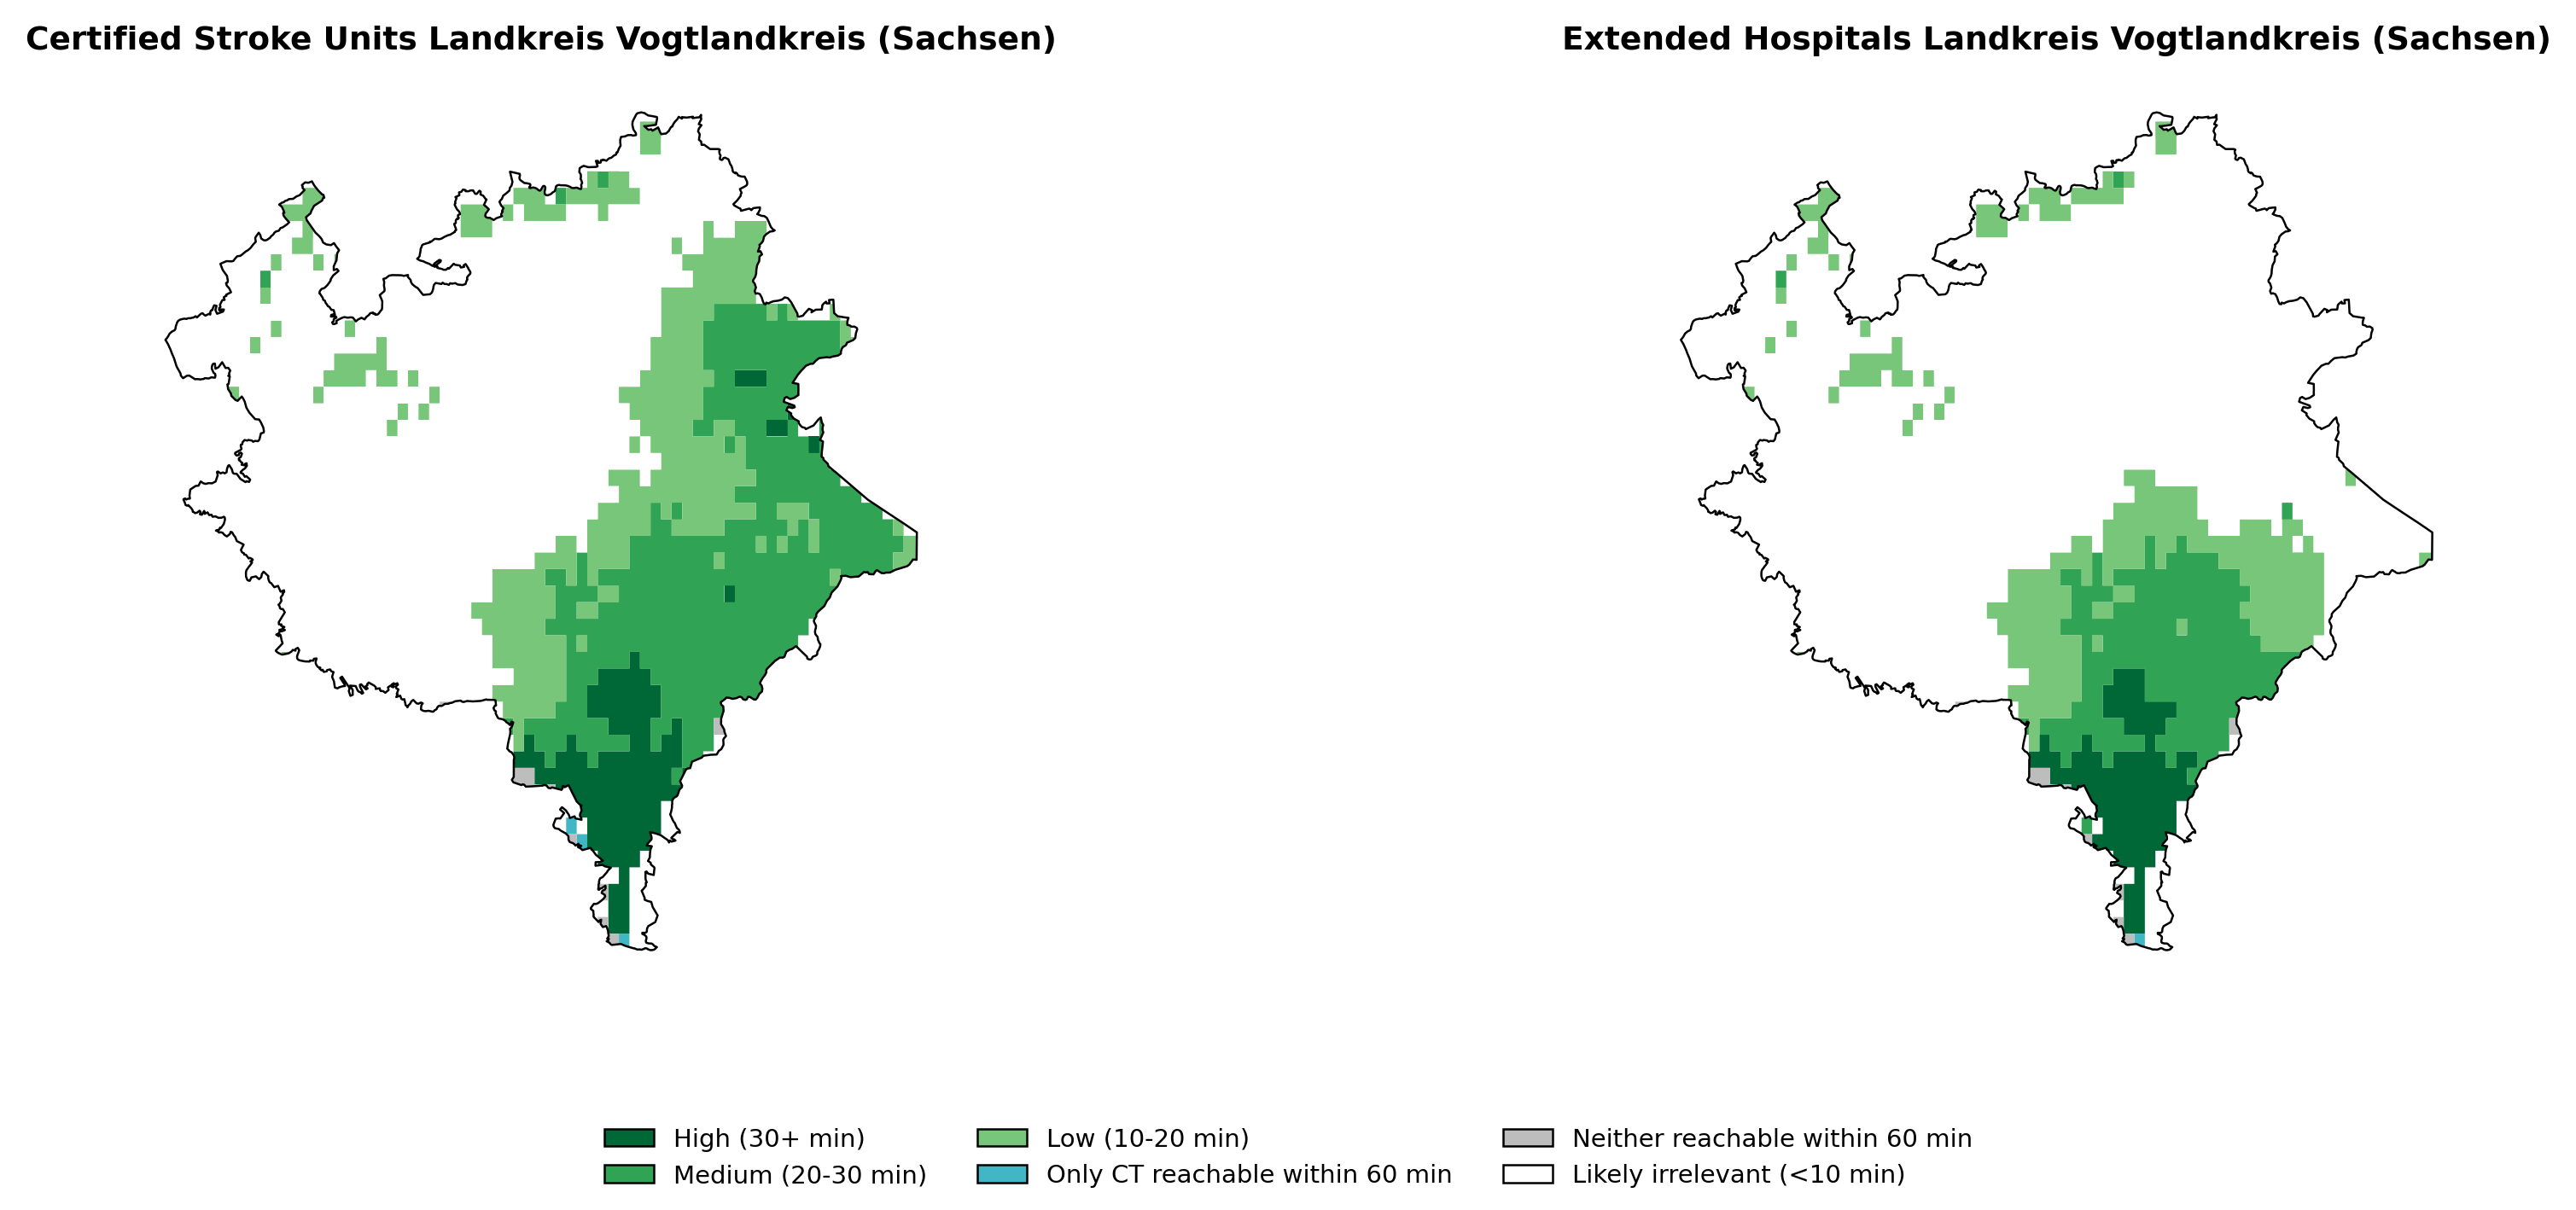 Certified Stroke Units Landkreis Vogtlandkreis (Sachsen)
Extended Hospitals Landkreis Vogtlandkreis (Sachsen)
High (30+ min)
Medium (20-30 min)
Low (10-20 min)
Only CT reachable within 60 min
Neither reachable within 60 min
Likely irrelevant (<10 min)